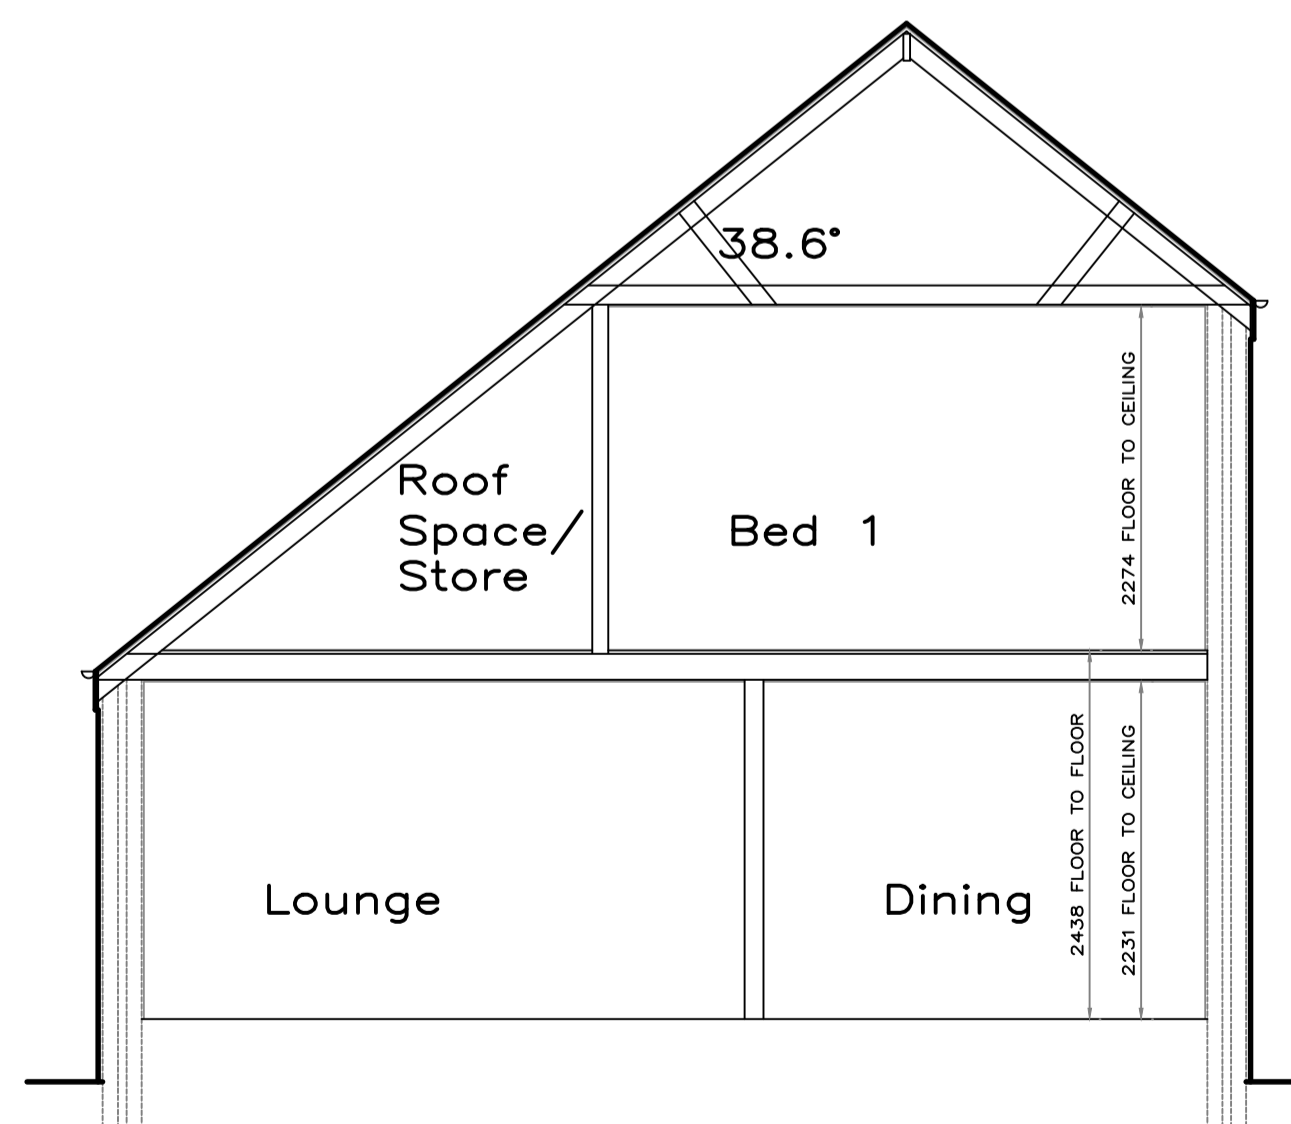 38.6°
Roof
Space/
Store
Bed 1
2274 FLOOR TO CEILING
Lounge
Dining
2438 FLOOR TO FLOOR
2231 FLOOR TO CEILING